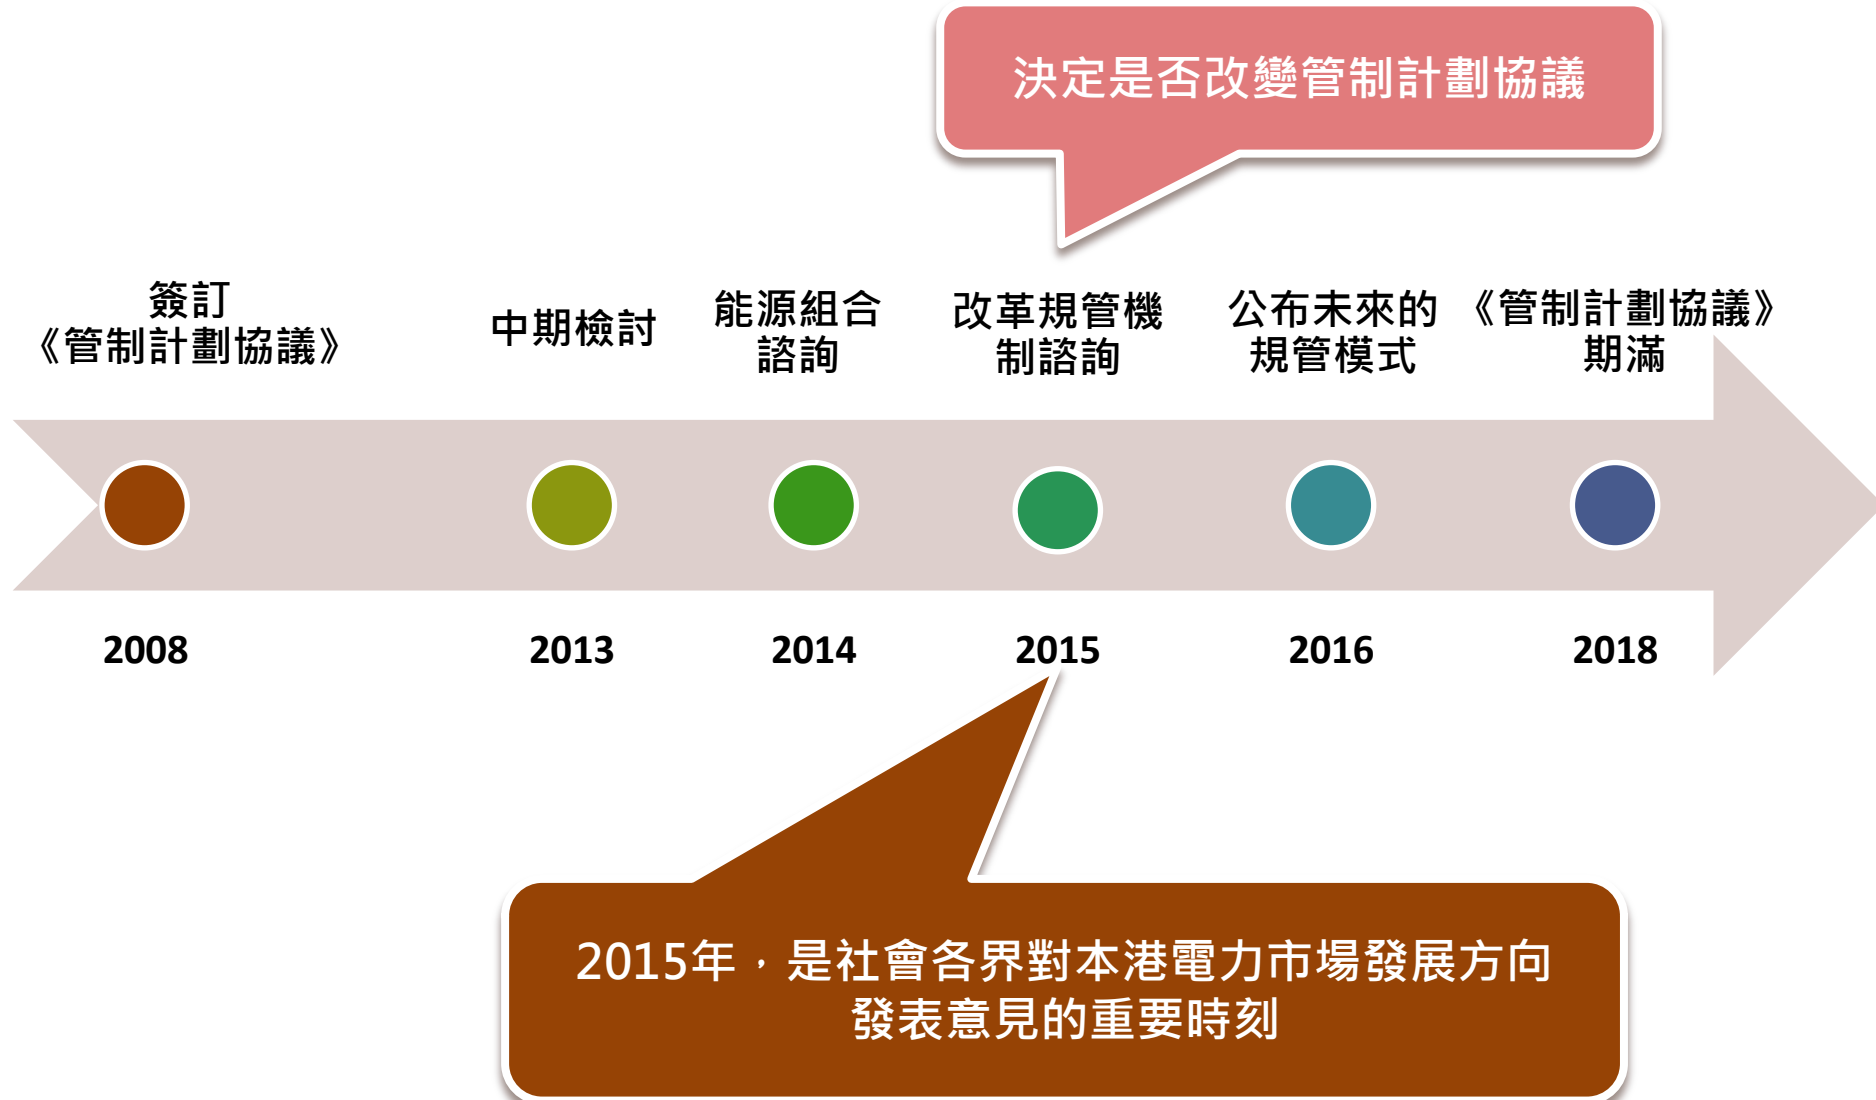 決定是否改變管制計劃協議
簽訂
《管制計劃協議》
中期檢討
能源組合
諮詢
改革規管機
制諮詢
公布未來的
規管模式
《管制計劃協議》
期滿
2008
2013
2014
2015
2016
2018
2015年，是社會各界對本港電力市場發展方向
發表意見的重要時刻